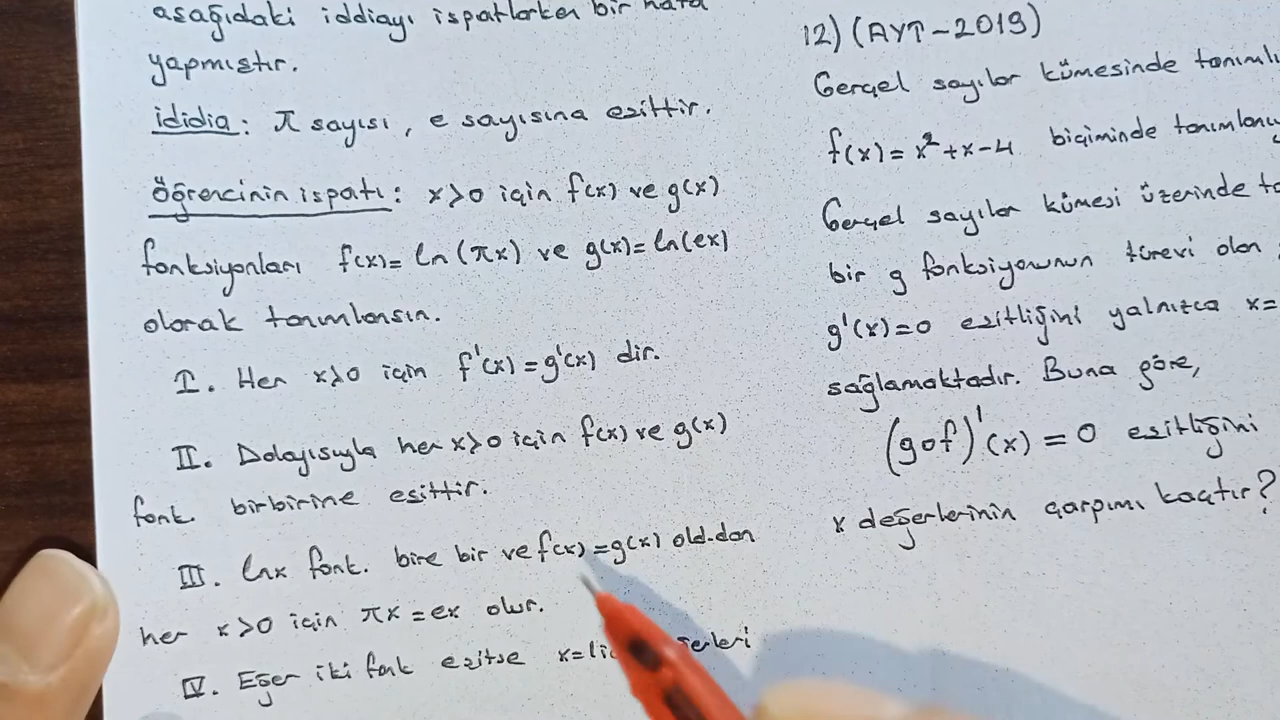 aşağıdaki iddiayı ispatlarken bir hata
yapmıştır.
ididia: π sayısı, e sayısına eşittir.
Öğrencinin ispatı: x>0 için f(x) ve g(x)
fonksiyonları f(x)=ln(πx) ve g(x)=ln(ex)
olarak tanımlansın.
I. Her x>0 için f'(x)=g'(x) dir.
II. Dolayısıyla her x>0 için f(x) ve g(x)
fonk. birbirine eşittir.
III. lnx fonk. bire bir ve f(x)=g(x) old.dan
her x>0 için πx=ex olur.
IV. Eğer iki fonk eşitse x=1
12) (AYT-2019)
Gerçel sayılar kümesinde
f(x)=x²+x-4 biçiminde
Gerçel sayılar kümesi üzerinde
bir g fonksiyonunun türevi olan
g'(x)=0 eşitliğini yalnızca x=
sağlamaktadır. Buna göre,
(gof)'(x)=0 eşitliğini
x değerlerinin çarpımı kaçtır?